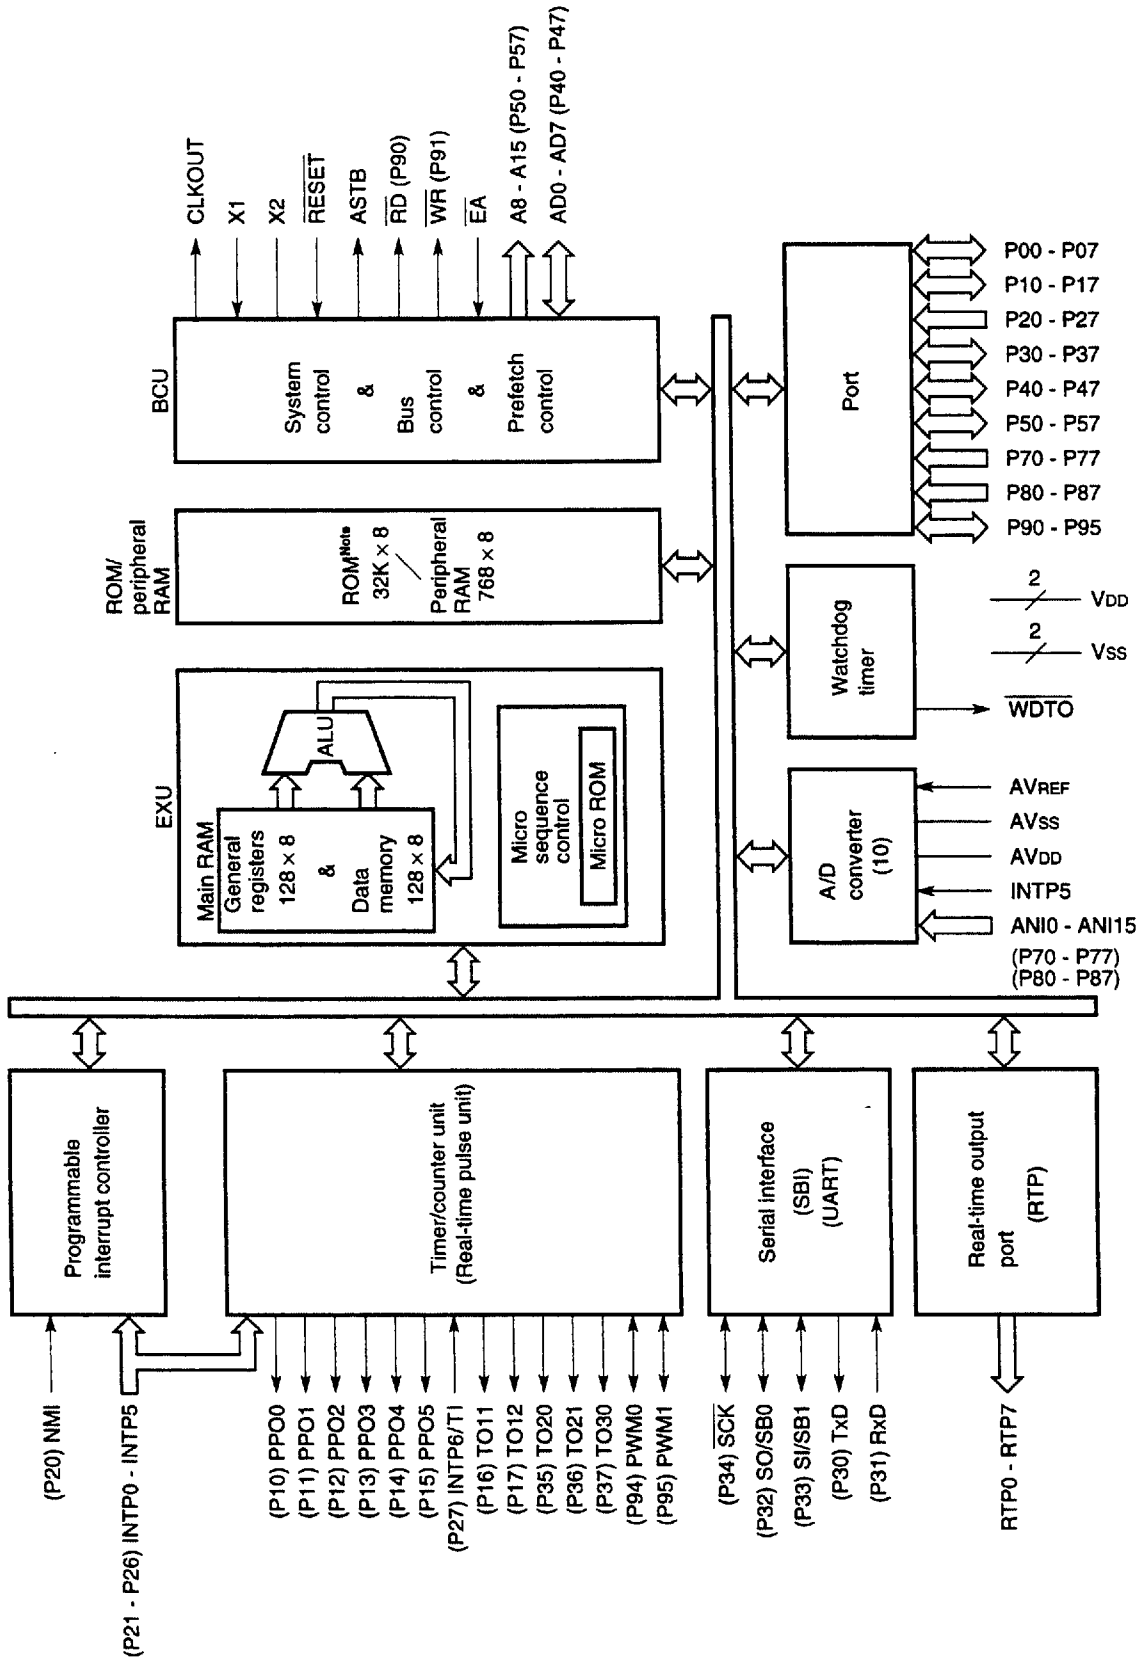 (P20) NMI
(P21 - P26) INTP0 - INTP5
Programmable
interrupt controller
(P10) PPO0
(P11) PPO1
(P12) PPO2
(P13) PPO3
(P14) PPO4
(P15) PPO5
(P27) INTP6/TI
(P16) TO11
(P17) TO12
(P35) TO20
(P36) TO21
(P37) TO30
(P94) PWM0
(P95) PWM1
Timer/counter unit
(Real-time pulse unit)
(P34) SCK
(P32) SO/SB0
(P33) SI/SB1
(P30) TxD
(P31) RxD
Serial interface
(SBI)
(UART)
RTP0 - RTP7
Real-time output
port
(RTP)
EXU
Main RAM
General
registers
128 × 8
&
Data
memory
128 × 8
ALU
Micro
sequence
control
Micro ROM
ROM/
peripheral
RAM
ROM Note
32K × 8
Peripheral
RAM
768 × 8
BCU
System
control
&
Bus
control
&
Prefetch
control
CLKOUT
X1
X2
RESET
ASTB
RD (P90)
WR (P91)
EA
A8 - A15 (P50 - P57)
AD0 - AD7 (P40 - P47)
A/D
converter
(10)
AVREF
AVSS
AVDD
INTP5
ANI0 - ANI15
(P70 - P77)
(P80 - P87)
Watchdog
timer
2
VDD
2
VSS
WDTO
Port
P00 - P07
P10 - P17
P20 - P27
P30 - P37
P40 - P47
P50 - P57
P70 - P77
P80 - P87
P90 - P95